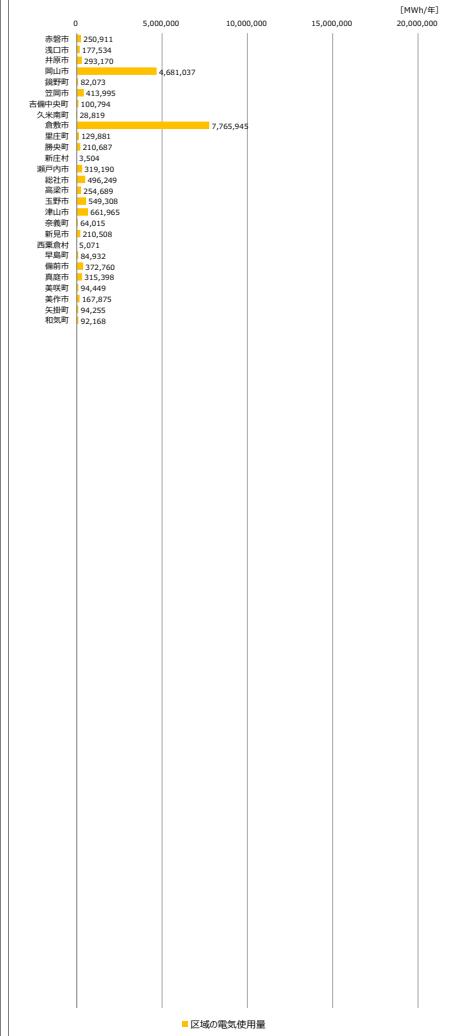 [MWh/年]
0 5,000,000 10,000,000 15,000,000 20,000,000
赤磐市 250,911
浅口市 177,534
井原市 293,170
岡山市 4,681,037
鏡野町 82,073
笠岡市 413,995
吉備中央町 100,794
久米南町 28,819
倉敷市 7,765,945
里庄町 129,881
勝央町 210,687
新庄村 3,504
瀬戸内市 319,190
総社市 496,249
高梁市 254,689
玉野市 549,308
津山市 661,965
奈義町 64,015
新見市 210,508
西粟倉村 5,071
早島町 84,932
備前市 372,760
真庭市 315,398
美咲町 94,449
美作市 167,875
矢掛町 94,255
和気町 92,168
区域の電気使用量